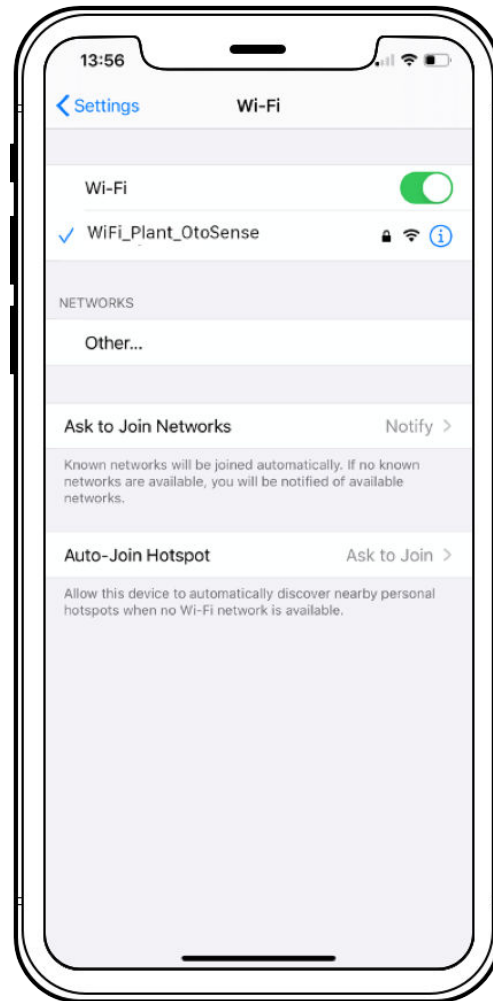 13:56
Settings Wi-Fi
Wi-Fi
WiFi_Plant_OtoSense
NETWORKS
Other...
Ask to Join Networks Notify
Known networks will be joined automatically. If no known
networks are available, you will be notified of available
networks.
Auto-Join Hotspot Ask to Join
Allow this device to automatically discover nearby personal
hotspots when no Wi-Fi network is available.